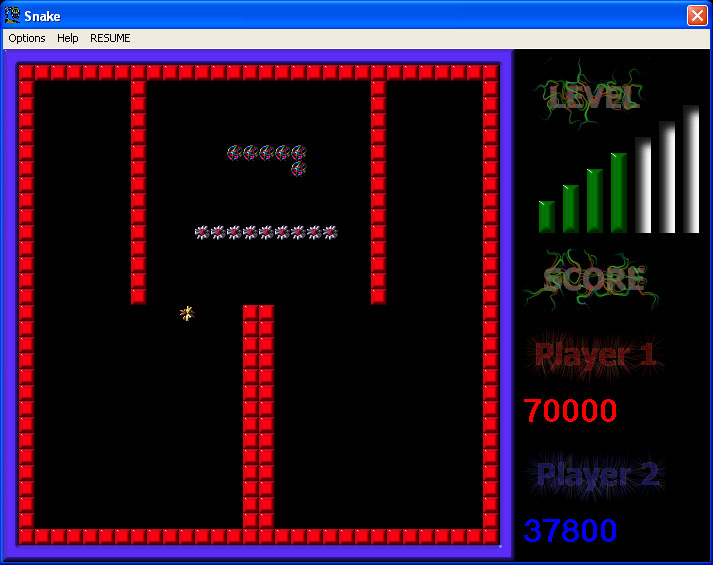 Snake
Options Help RESUME
LEVEL
SCORE
Player 1
70000
Player 2
37800